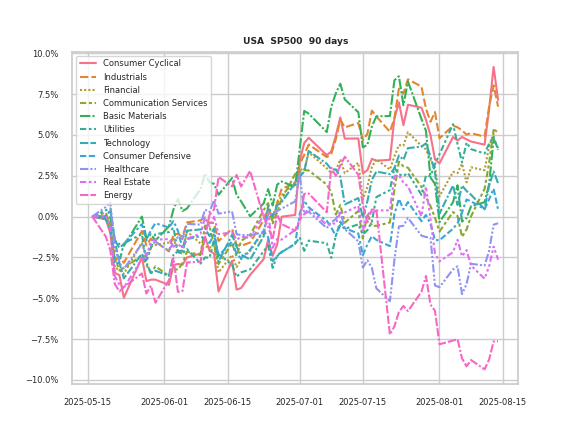 USA  SP500  90 days
10.0%
7.5%
5.0%
2.5%
0.0%
−2.5%
−5.0%
−7.5%
−10.0%
Consumer Cyclical
Industrials
Financial
Communication Services
Basic Materials
Utilities
Technology
Consumer Defensive
Healthcare
Real Estate
Energy
2025-05-15 2025-06-01 2025-06-15 2025-07-01 2025-07-15 2025-08-01 2025-08-15